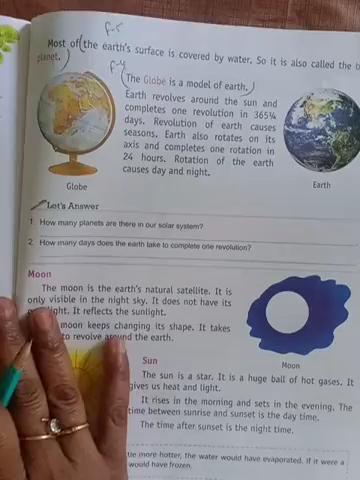 F-5
Most of the earth's surface is covered by water. So it is also called the b
planet.
F-4
The Globe is a model of earth.
Earth revolves around the sun and
completes one revolution in 365¼
days. Revolution of earth causes
seasons. Earth also rotates on its
axis and completes one rotation in
24 hours. Rotation of the earth
causes day and night.
Globe
Earth
Let's Answer
1. How many planets are there in our solar system?
2. How many days does the earth take to complete one revolution?
Moon
The moon is the earth's natural satellite. It is
only visible in the night sky. It does not have its
light. It reflects the sunlight.
moon keeps changing its shape. It takes
to revolve around the earth.
Moon
Sun
The sun is a star. It is a huge ball of hot gases. It
gives us heat and light.
It rises in the morning and sets in the evening. The
time between sunrise and sunset is the day time.
The time after sunset is the night time.
tle more hotter, the water would have evaporated. If it were a
would have frozen.